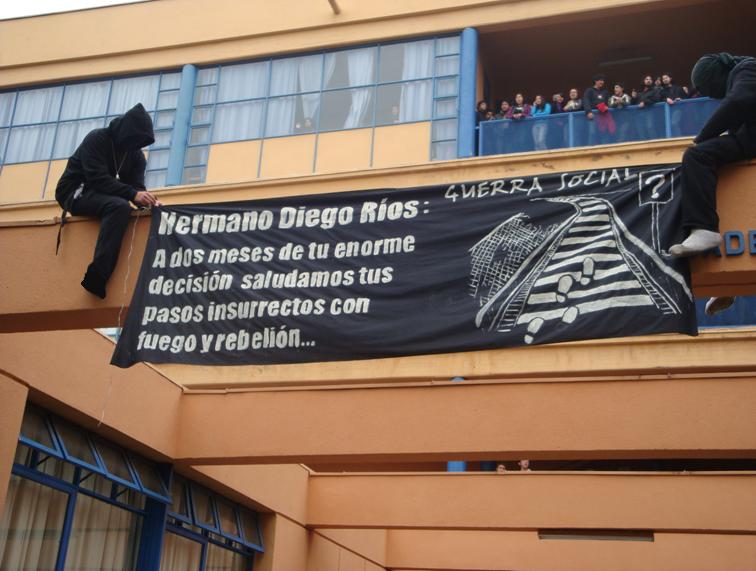 GUERRA SOCIAL
?
Hermano Diego Ríos:
A dos meses de tu enorme
decisión saludamos tus
pasos insurrectos con
fuego y rebelión...